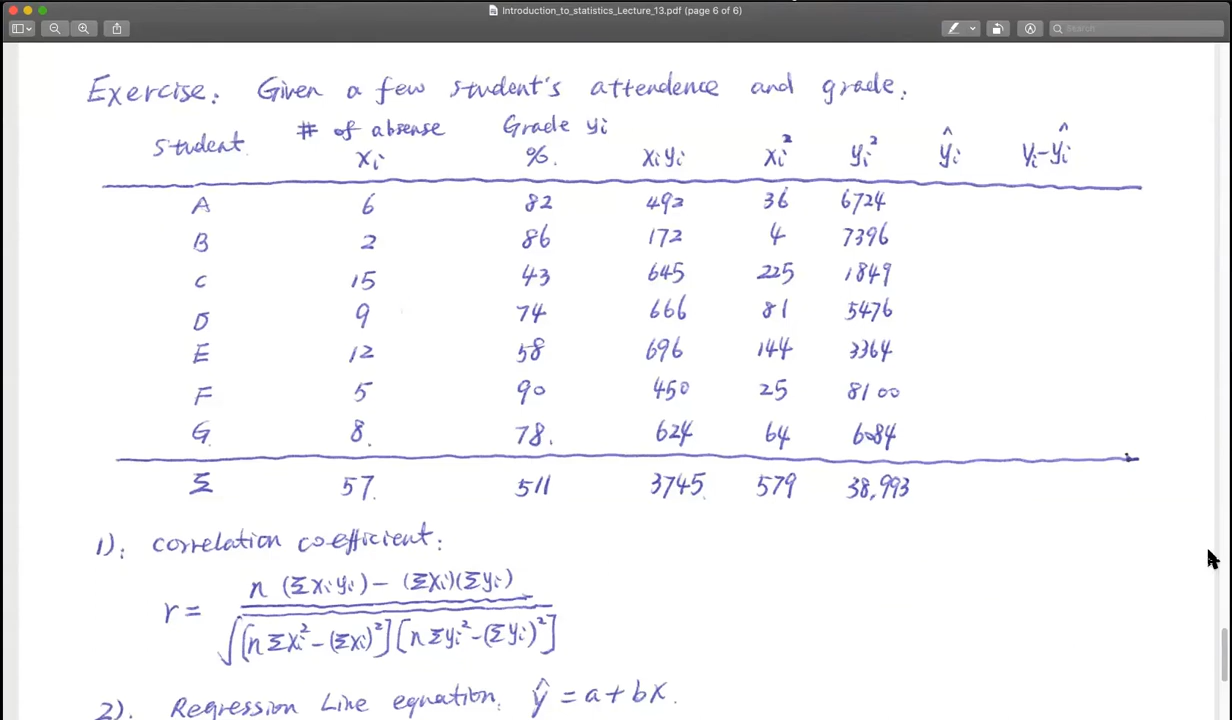 Introduction_to_statistics_Lecture_13.pdf (page 6 of 6)
Search
Exercise: Given a few student's attendence and grade.
student # of absense xi Grade yi %. xiyi xi² yi² ŷi yi-ŷi
A 6 82 492 36 6724
B 2 86 172 4 7396
C 15 43 645 225 1849
D 9 74 666 81 5476
E 12 58 696 144 3364
F 5 90 450 25 8100
G 8. 78. 624 64 6084
Σ 57. 511 3745 579 38,993
1). correlation coefficient:
r = n (Σxiyi) - (Σxi)(Σyi) / √[nΣxi²-(Σxi)²][nΣyi²-(Σyi)²]
2). Regression Line equation. ŷ = a + bx.